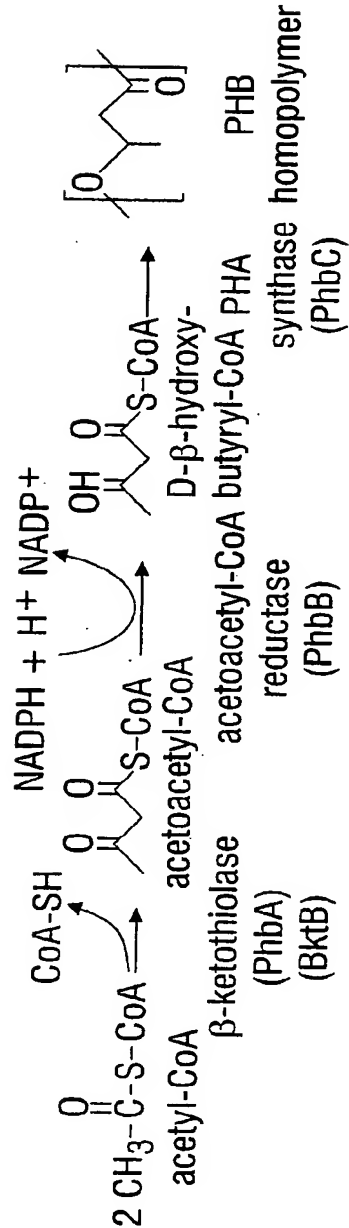 CoA-SH
NADPH + H+ NADP+
O
2 CH3-C-S-CoA
acetyl-CoA
O O
S-CoA
acetoacetyl-CoA
OH O
S-CoA
D-β-hydroxy-
butyryl-CoA
O
O
PHB
homopolymer
β-ketothiolase
(PhbA)
(BktB)
acetoacetyl-CoA
reductase
(PhbB)
PHA
synthase
(PhbC)